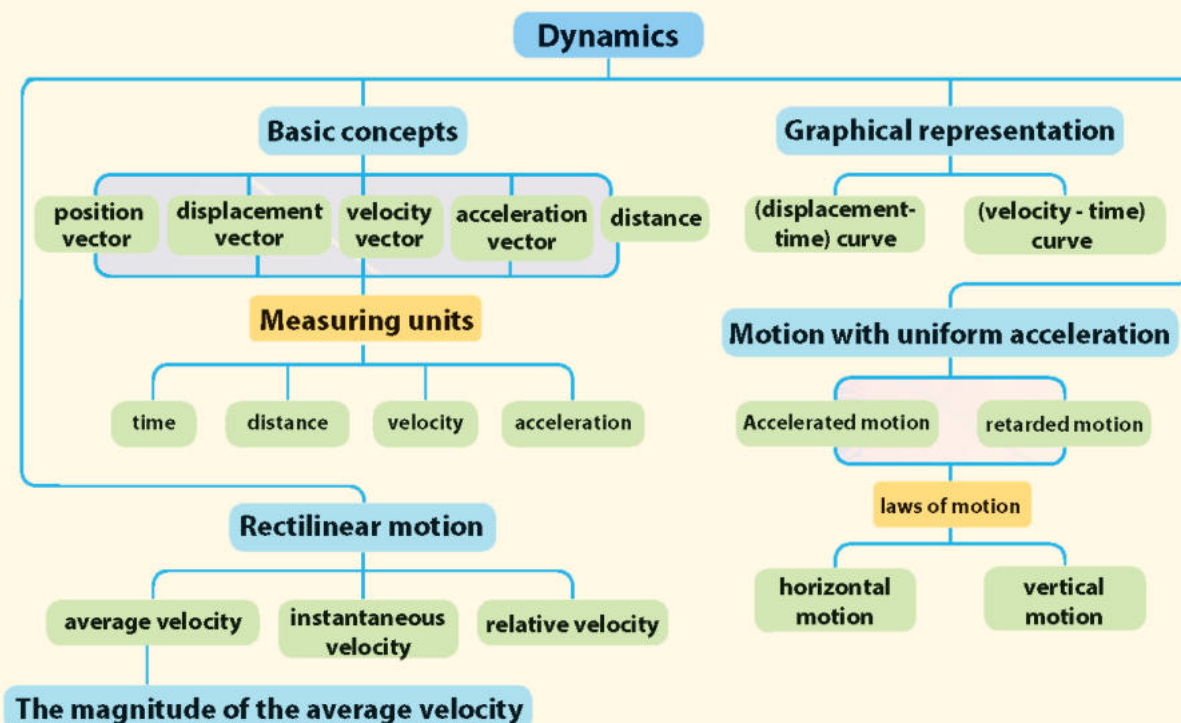 Dynamics
Basic concepts
Graphical representation
position
vector
displacement
vector
velocity
vector
acceleration
vector
distance
(displacement-
time) curve
(velocity - time)
curve
Measuring units
time
distance
velocity
acceleration
Motion with uniform acceleration
Accelerated motion
retarded motion
laws of motion
horizontal
motion
vertical
motion
Rectilinear motion
average velocity
instantaneous
velocity
relative velocity
The magnitude of the average velocity